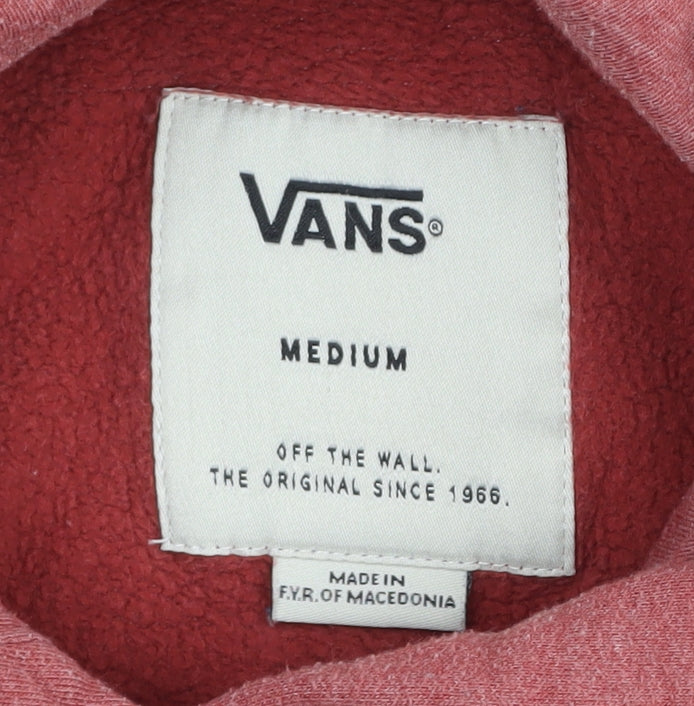 VANS®
MEDIUM
OFF THE WALL.
THE ORIGINAL SINCE 1966.
MADE IN
F.Y.R. OF MACEDONIA